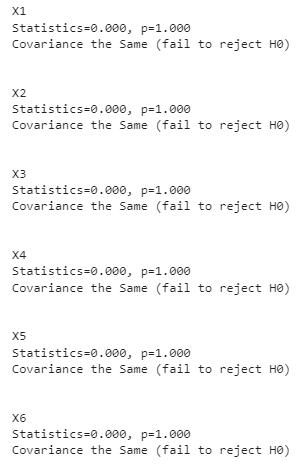 X1
Statistics=0.000, p=1.000
Covariance the Same (fail to reject H0)
X2
Statistics=0.000, p=1.000
Covariance the Same (fail to reject H0)
X3
Statistics=0.000, p=1.000
Covariance the Same (fail to reject H0)
X4
Statistics=0.000, p=1.000
Covariance the Same (fail to reject H0)
X5
Statistics=0.000, p=1.000
Covariance the Same (fail to reject H0)
X6
Statistics=0.000, p=1.000
Covariance the Same (fail to reject H0)